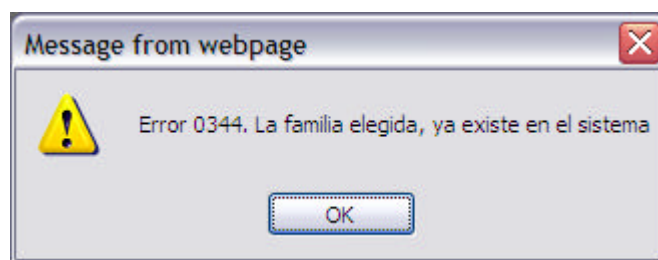 Message from webpage
Error 0344. La familia elegida, ya existe en el sistema
OK